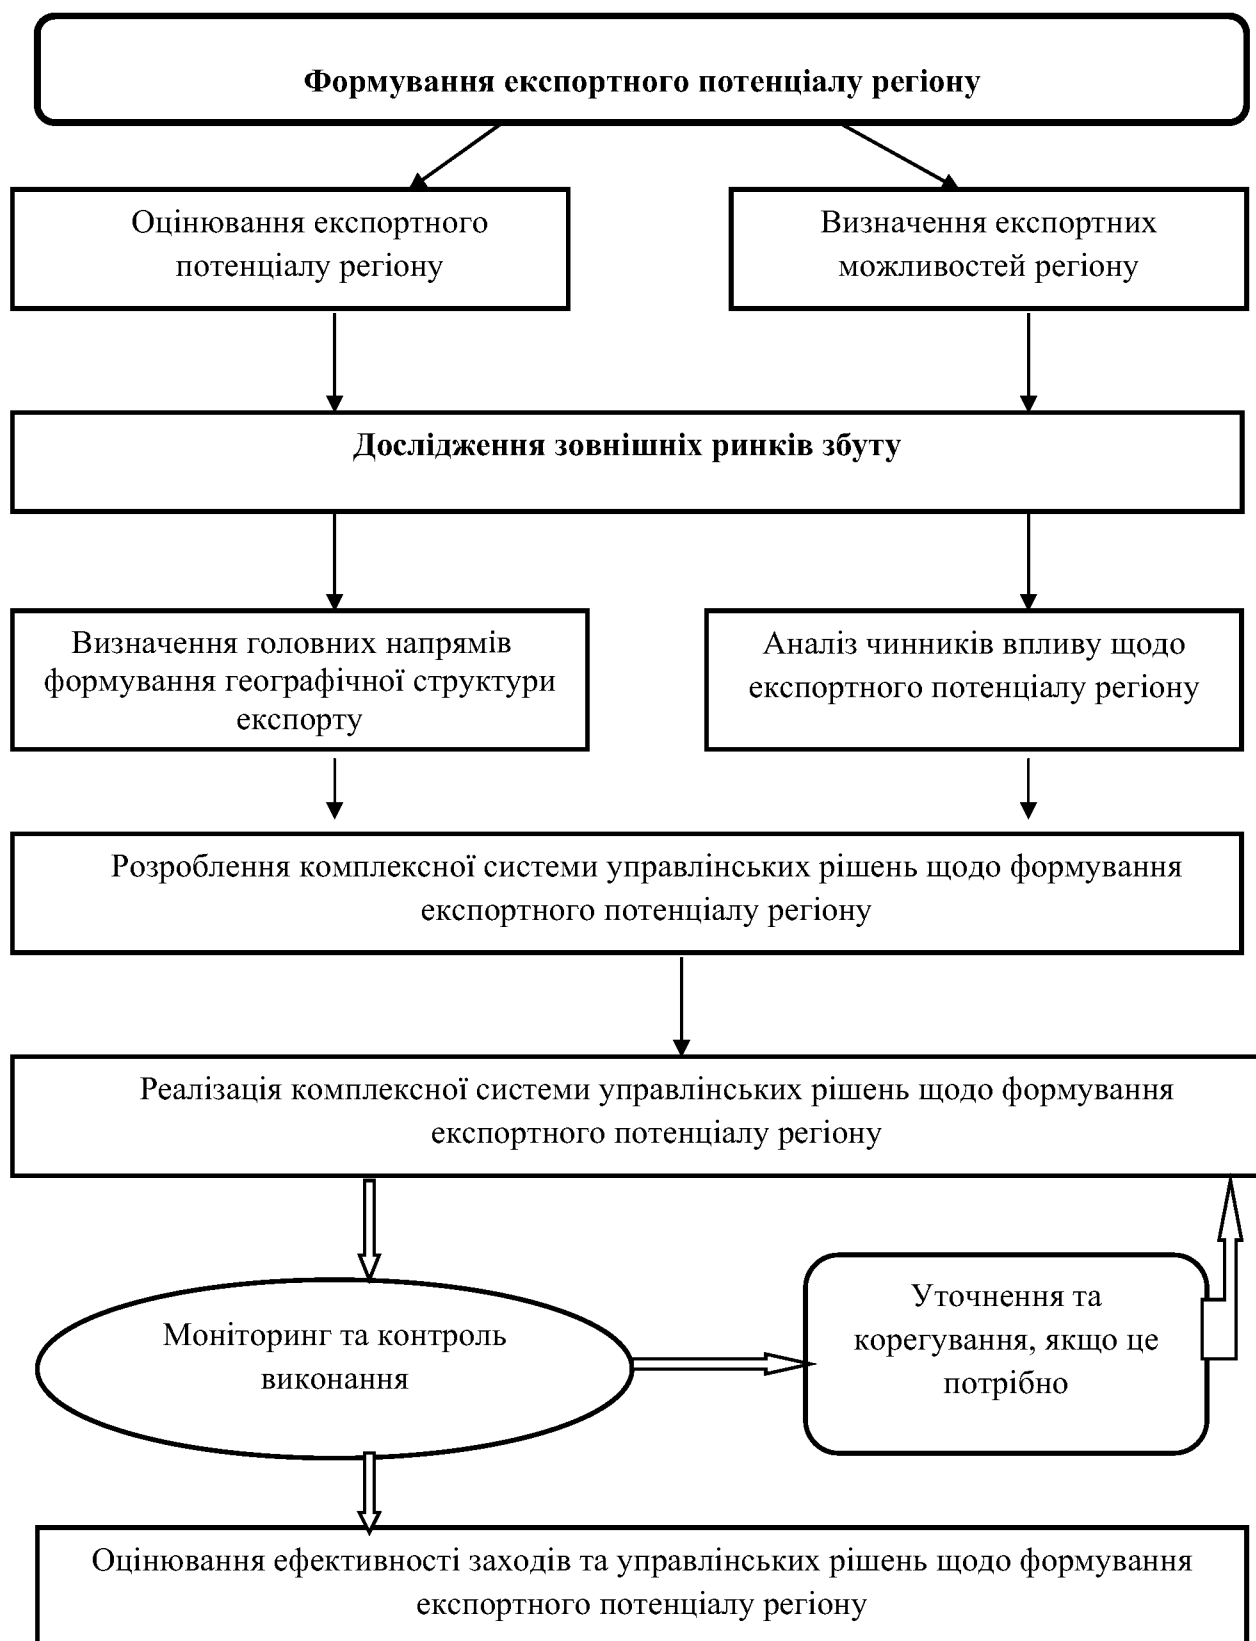 Формування експортного потенціалу регіону
Оцінювання експортного
потенціалу регіону
Визначення експортних
можливостей регіону
Дослідження зовнішніх ринків збуту
Визначення головних напрямів
формування географічної структури
експорту
Аналіз чинників впливу щодо
експортного потенціалу регіону
Розроблення комплексної системи управлінських рішень щодо формування
експортного потенціалу регіону
Реалізація комплексної системи управлінських рішень щодо формування
експортного потенціалу регіону
Моніторинг та контроль
виконання
Уточнення та
корегування, якщо це
потрібно
Оцінювання ефективності заходів та управлінських рішень щодо формування
експортного потенціалу регіону